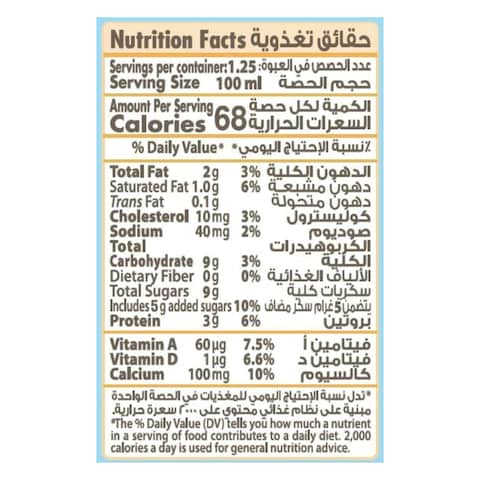 Nutrition Facts حقائق تغذوية
Servings per container: 1.25 عدد الحصص في العبوة:
Serving Size 100 ml حجم الحصة
Amount Per Serving الكمية لكل حصة
Calories 68 السعرات الحرارية
% Daily Value* ٪نسبة الإحتياج اليومي*
Total Fat 2g 3% الدهون الكلية
Saturated Fat 1.0g 6% دهون مشبعة
Trans Fat 0.1g دهون متحولة
Cholesterol 10mg 3% كوليسترول
Sodium 40mg 2% صوديوم
Total الكربوهيدرات
Carbohydrate 9g 3% الكلية
Dietary Fiber 0g 0% الألياف الغذائية
Total Sugars 9g سكريات كلية
Includes 5g added sugars 10% يتضمن 5غرام سكر مضاف
Protein 3g 6% بروتين
Vitamin A 60µg 7.5% فيتامين أ
Vitamin D 1µg 6.6% فيتامين د
Calcium 100mg 10% كالسيوم
*تدل نسبة الإحتياج اليومي للمغذيات في الحصة الواحدة
مبنية على نظام غذائي محتوي على ٢٠٠٠ سعرة حرارية.
*The % Daily Value (DV) tells you how much a nutrient
in a serving of food contributes to a daily diet. 2,000
calories a day is used for general nutrition advice.